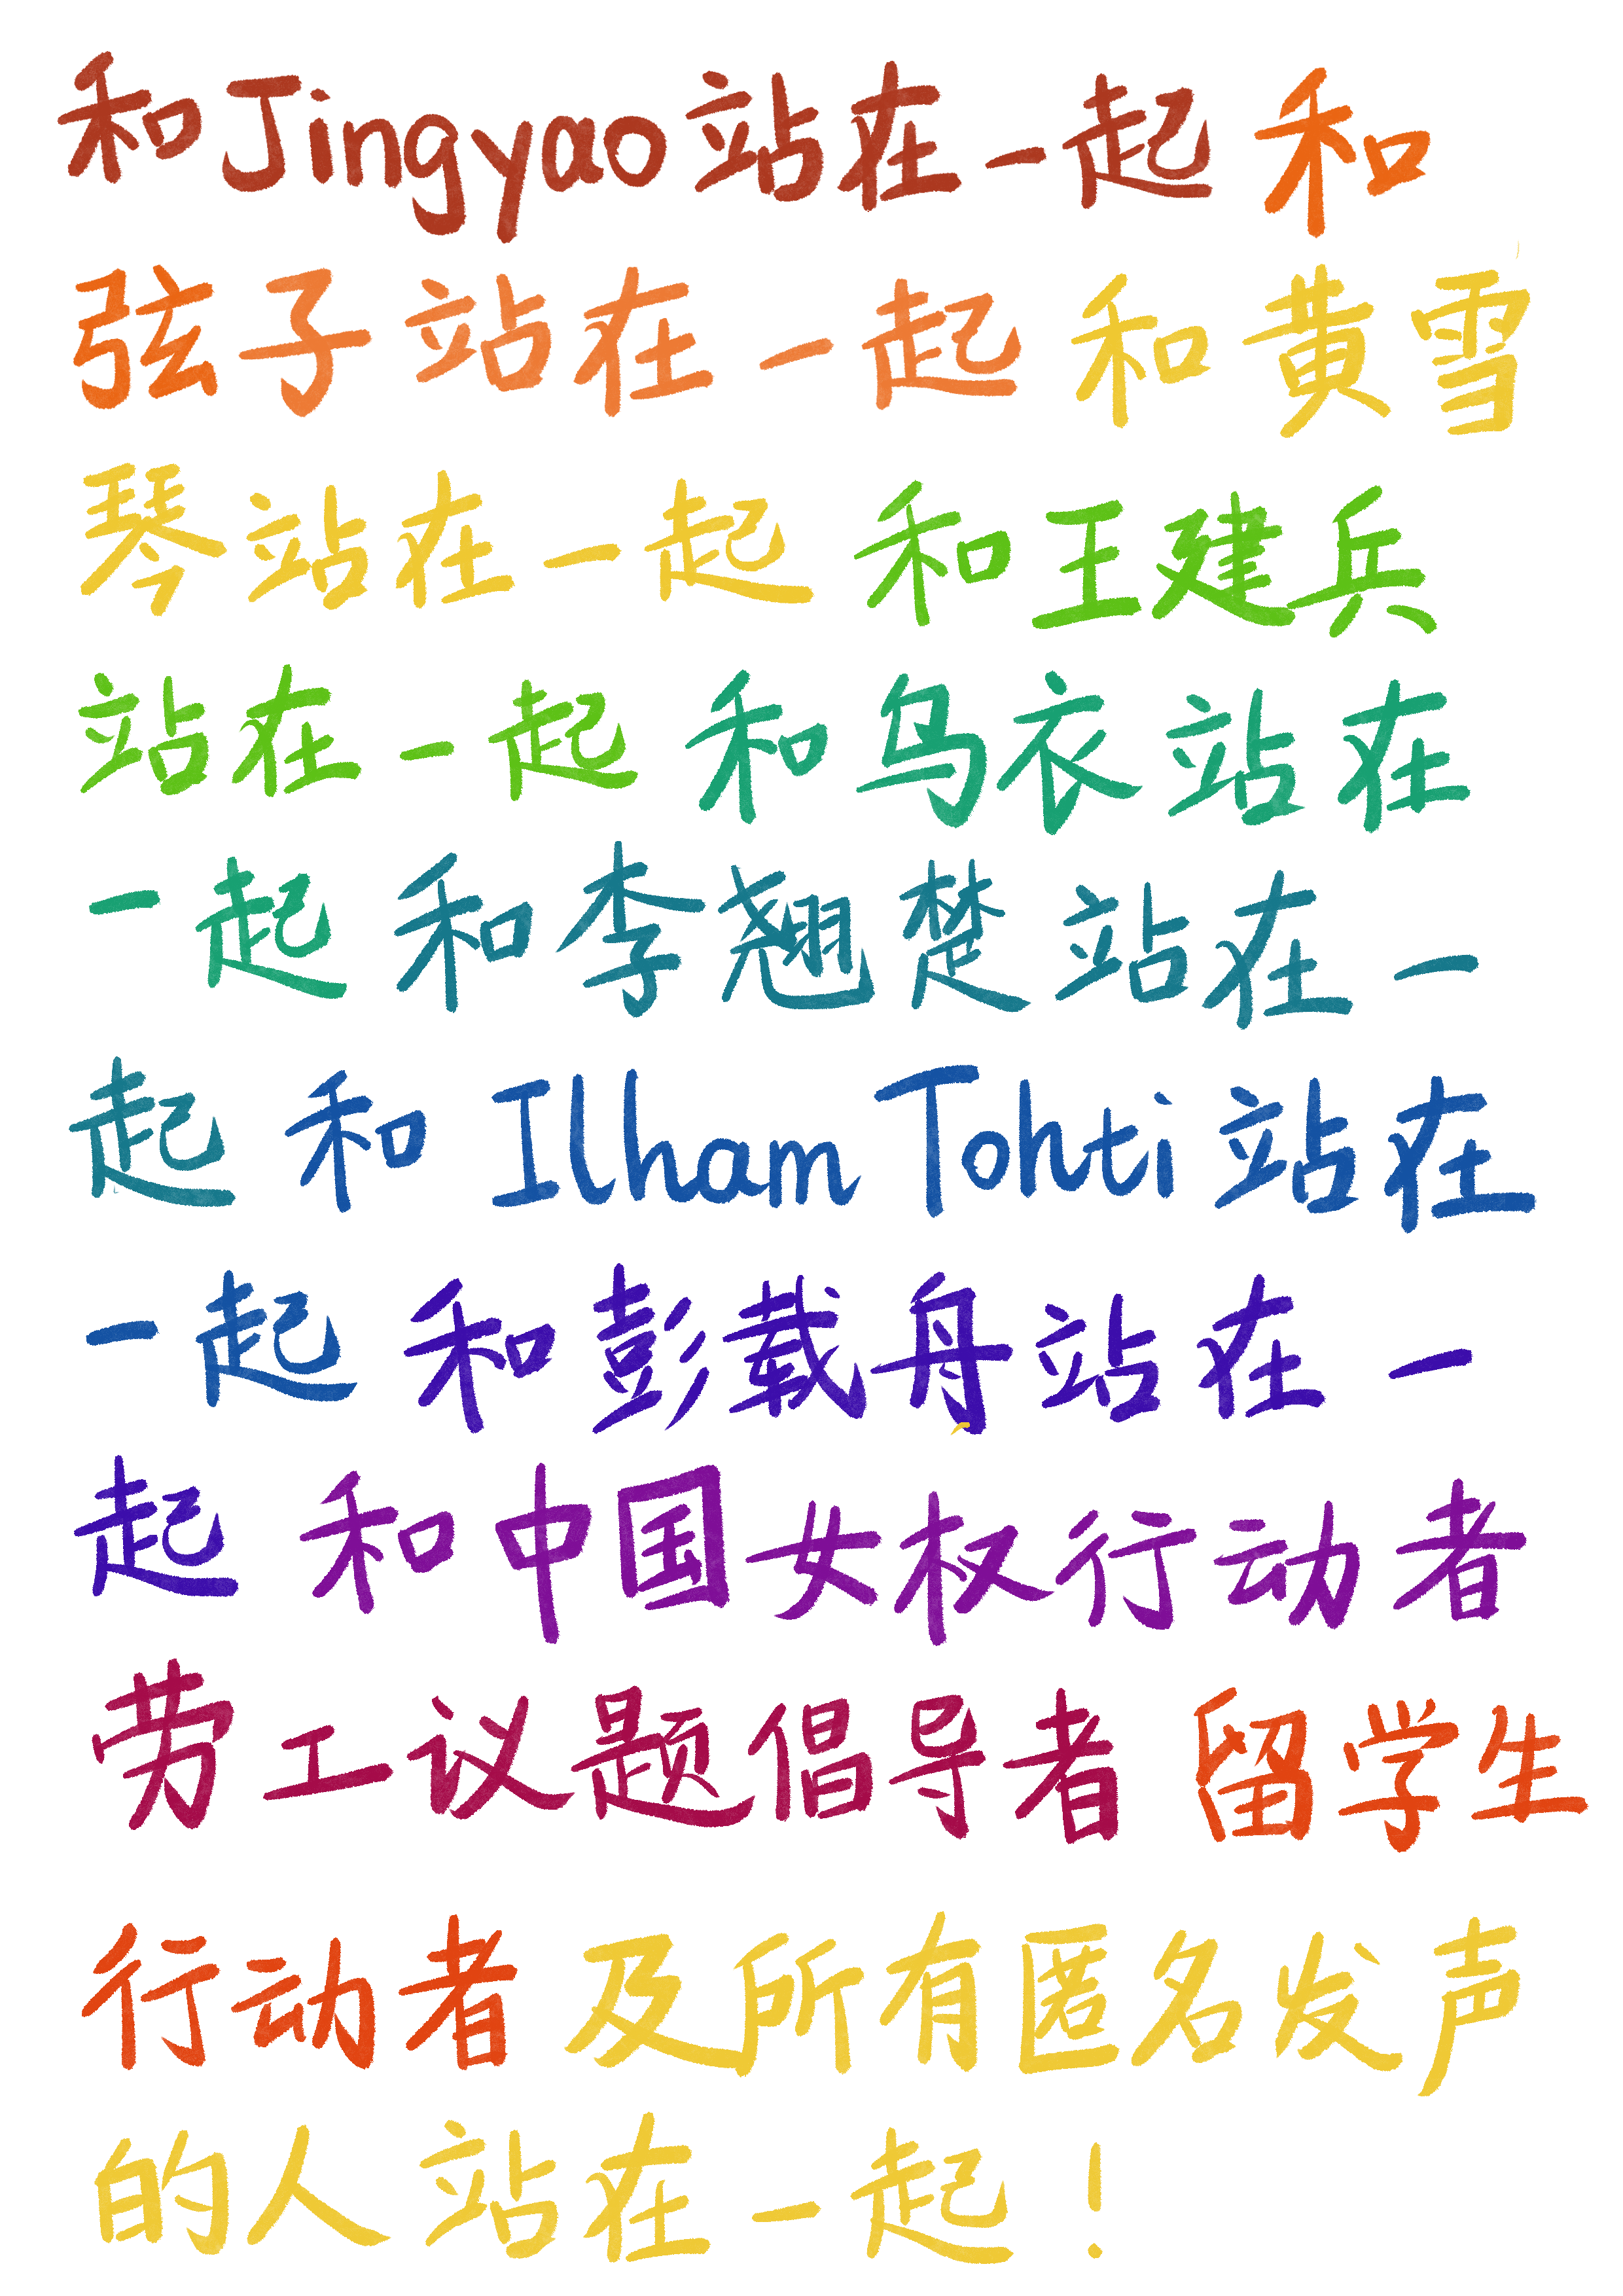 和Jingyao站在一起 和
弦子站在一起 和黄雪
琴站在一起 和王建兵
站在一起 和乌衣站在
一起 和李翘楚站在一
起 和 Ilham Tohti站在
一起 和彭载舟站在一
起 和中国女权行动者
劳工议题倡导者 留学生
行动者 及所有匿名发声
的人 站在一起！